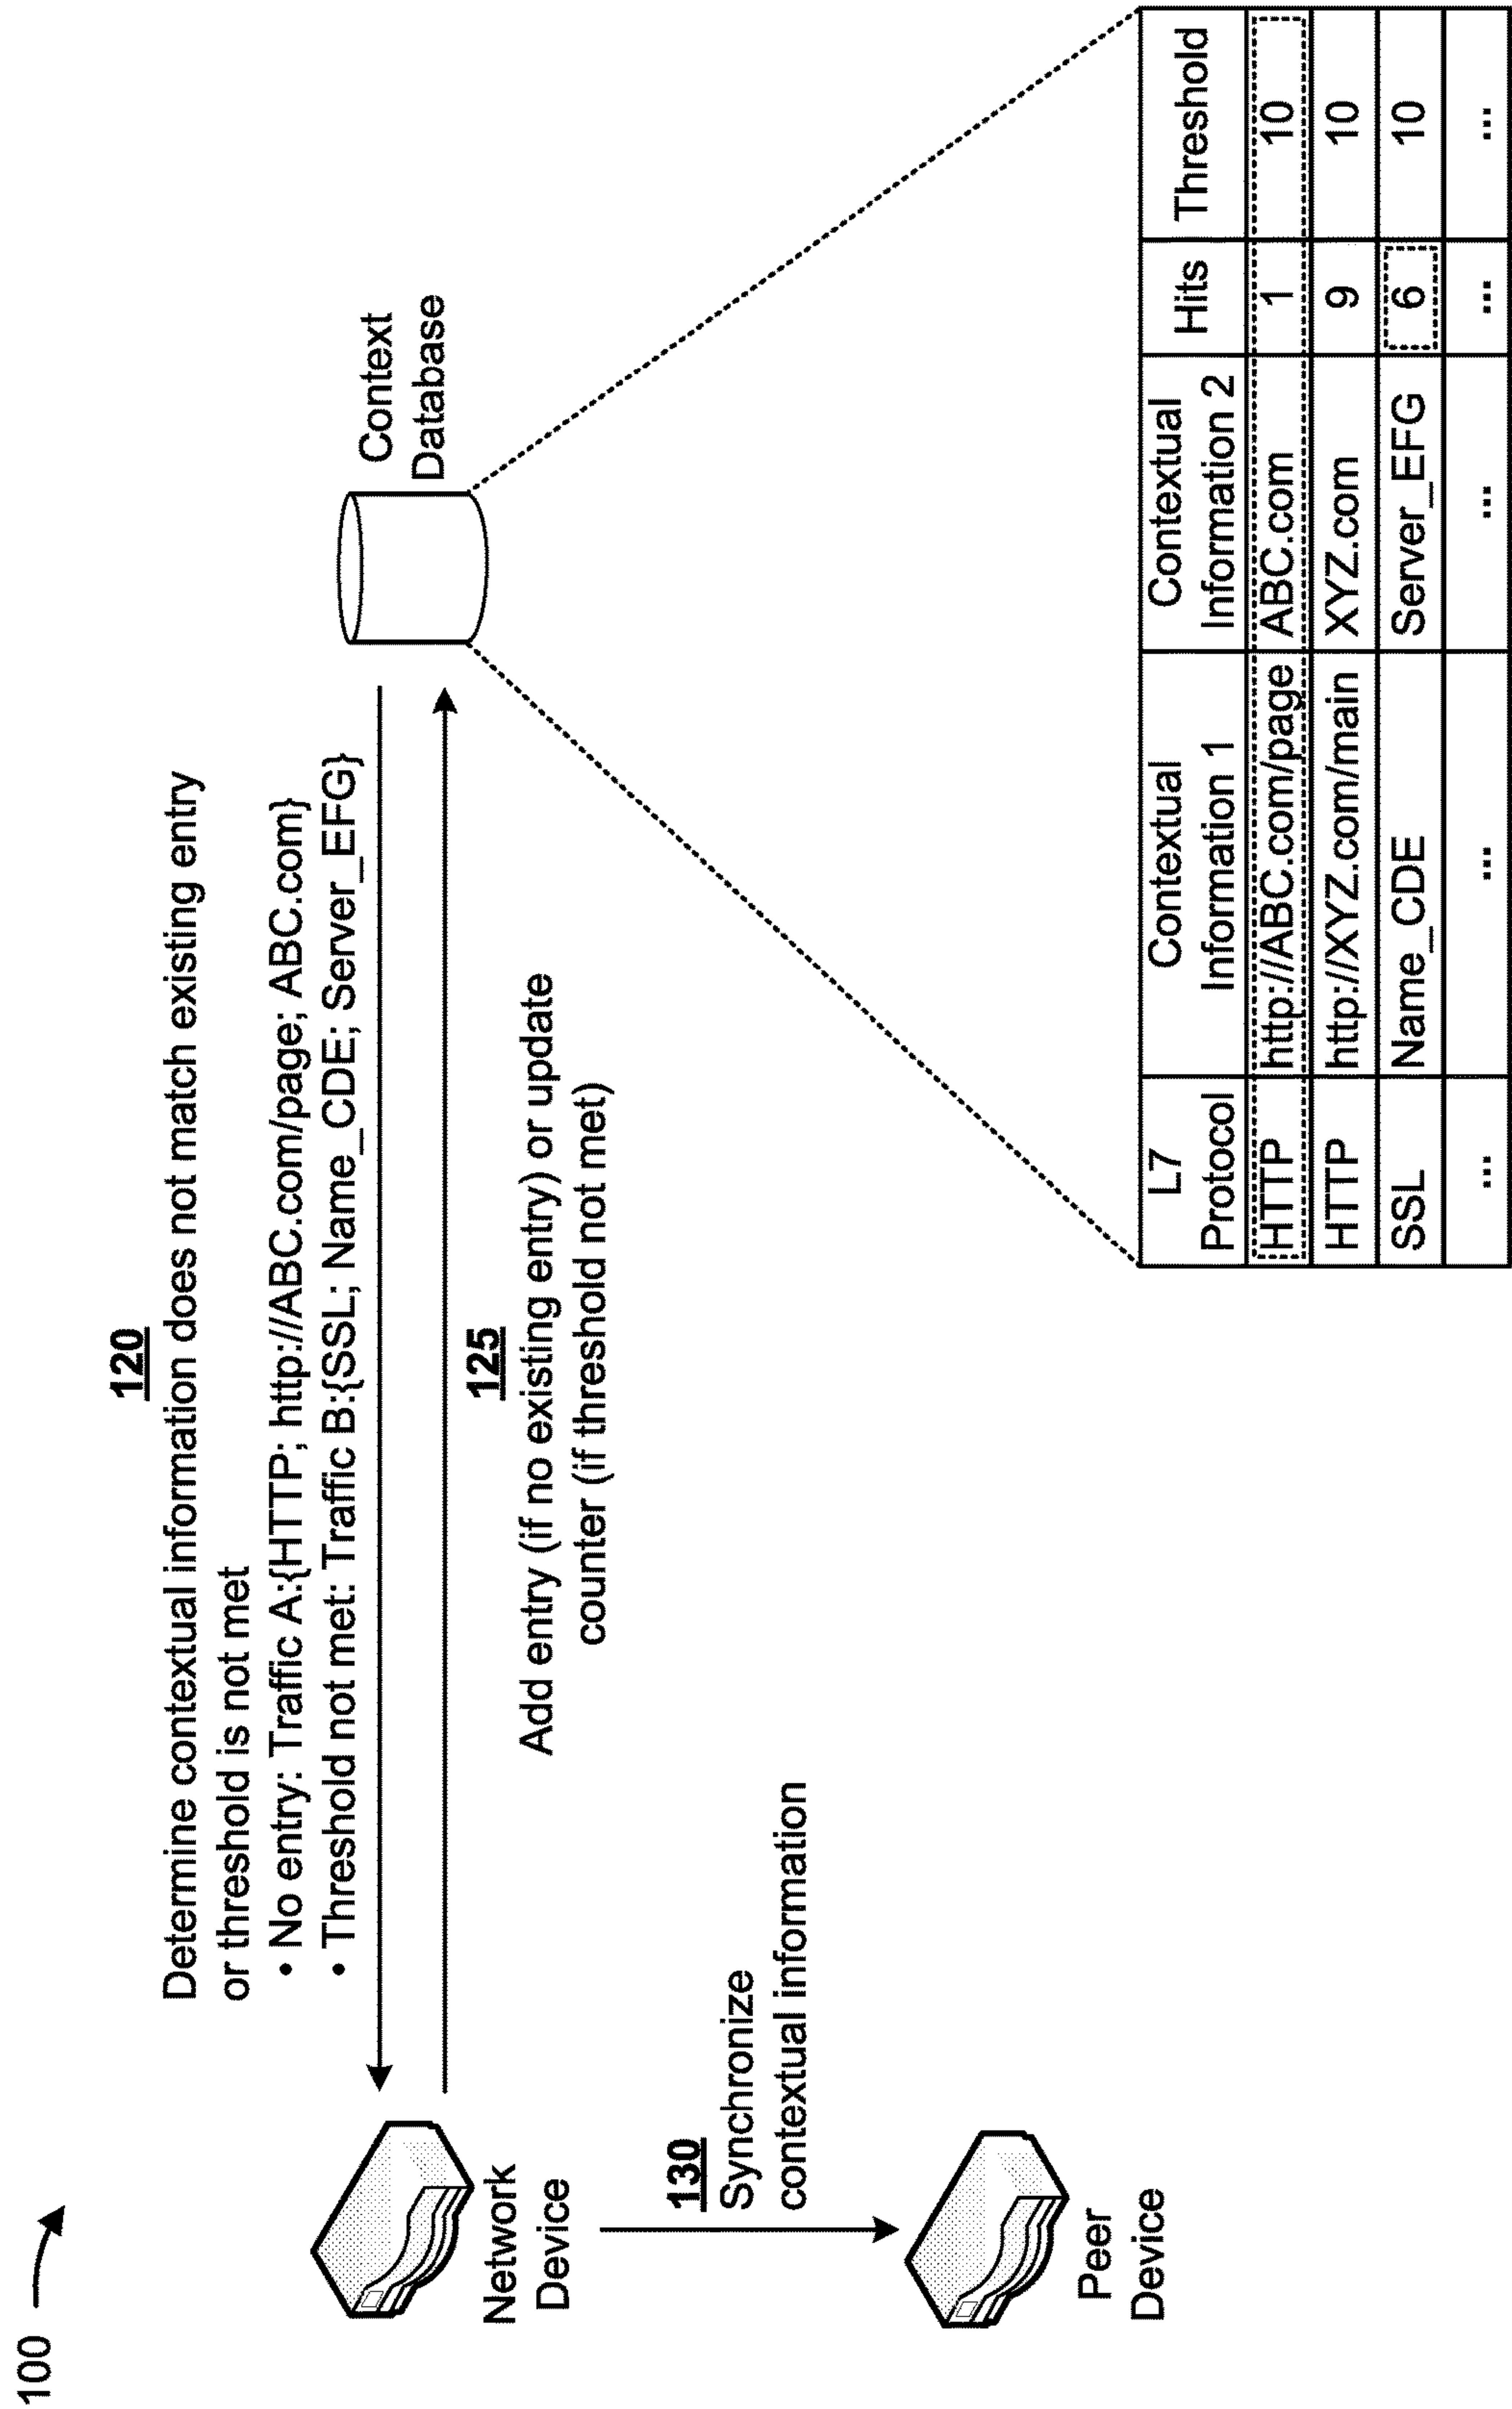 100
120
Determine contextual information does not match existing entry
or threshold is not met
• No entry: Traffic A:{HTTP; http://ABC.com/page; ABC.com}
• Threshold not met: Traffic B:{SSL; Name_CDE; Server_EFG}
Context
Database
125
Add entry (if no existing entry) or update
counter (if threshold not met)
Network
Device
130
Synchronize
contextual information
Peer
Device
L7 Protocol Contextual Information 1 Contextual Information 2 Hits Threshold
HTTP http://ABC.com/page ABC.com 1 10
HTTP http://XYZ.com/main XYZ.com 9 10
SSL Name_CDE Server_EFG 6 10
... ... ... ... ...